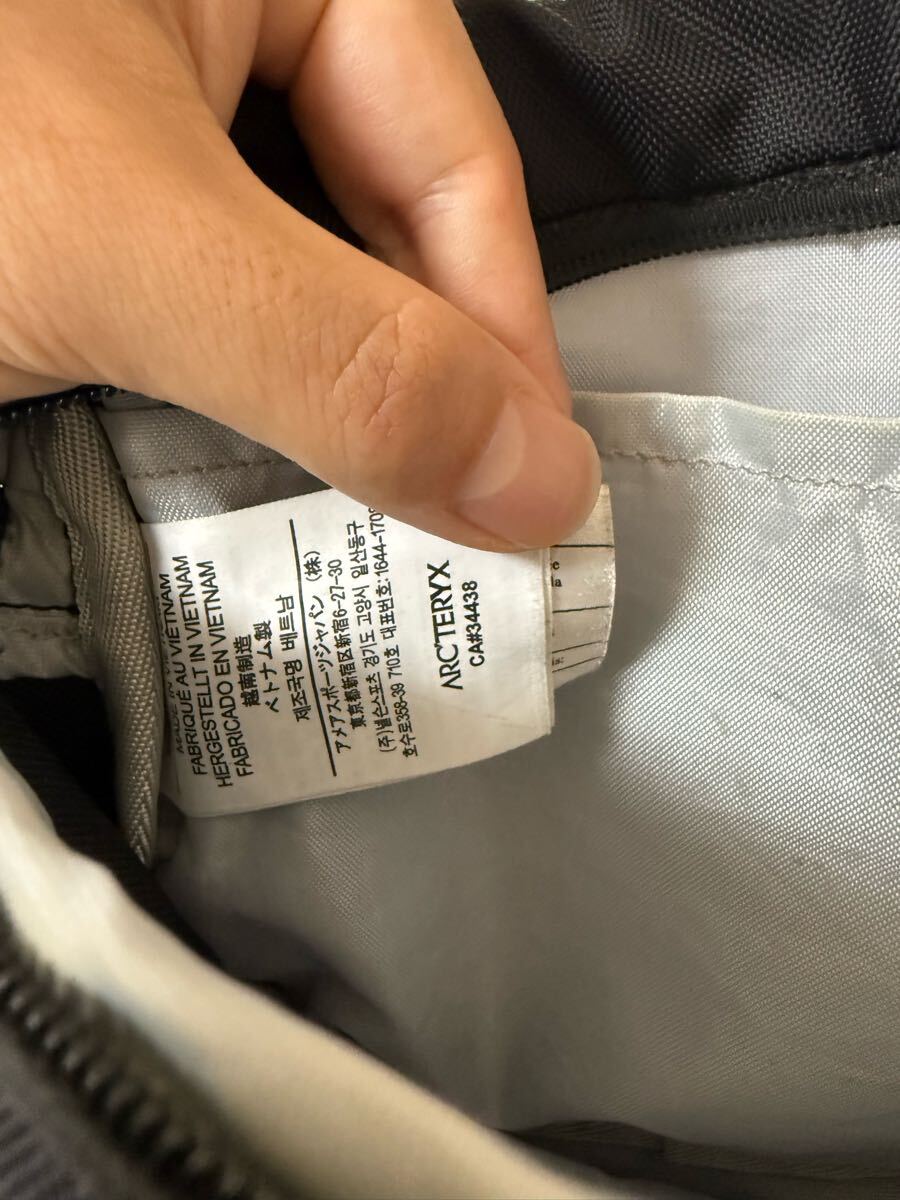 ARC'TERYX
CA#34438
アメアスポーツジャパン (株)
東京都新宿区新宿6-27-30
(주)넬슨스포츠 경기도 고양시 일산동구
호수로358-39 710호 대표번호: 1644-170
FABRIQUÉ AU VIETNAM
HERGESTELLT IN VIETNAM
FABRICADO EN VIETNAM
越南制造
ベトナム製
제조국명 베트남